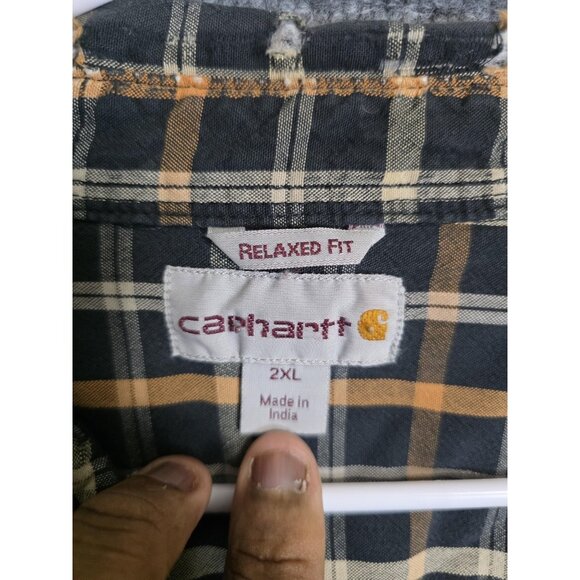 RELAXED FIT
carhartt
2XL
Made in
India